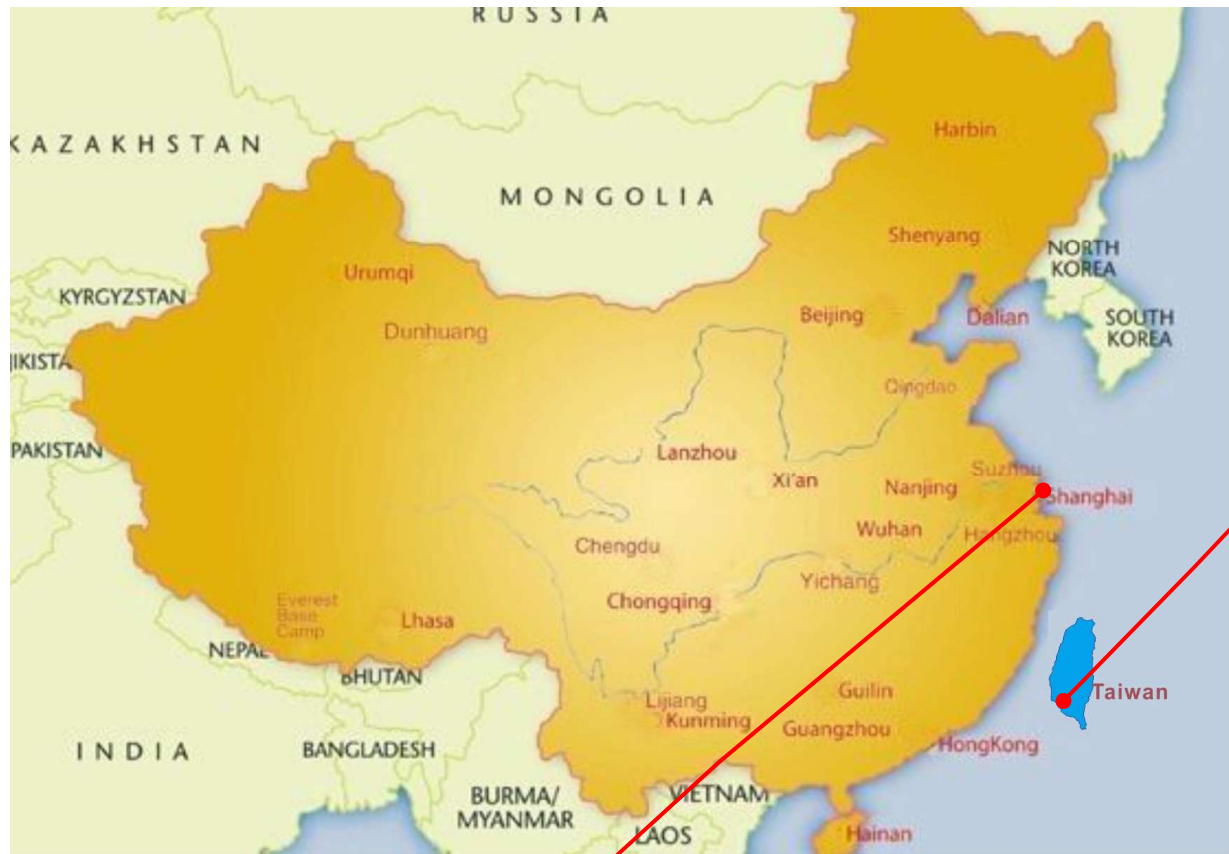 RUSSIA
KAZAKHSTAN
Harbin
MONGOLIA
Shenyang
NORTH
KOREA
Urumqi
KYRGYZSTAN
Beijing
Dalian
SOUTH
KOREA
Dunhuang
JIKISTA
Qingdao
PAKISTAN
Lanzhou
Suzhou
Xi'an
Nanjing
Shanghai
Wuhan
Hangzhou
Chengdu
Yichang
Everest
Base
Camp
Chongqing
Lhasa
NEPAL
BHUTAN
Guilin
Taiwan
Lijiang
Kunming
Guangzhou
HongKong
INDIA
BANGLADESH
BURMA/
MYANMAR
VIETNAM
LAOS
Hainan